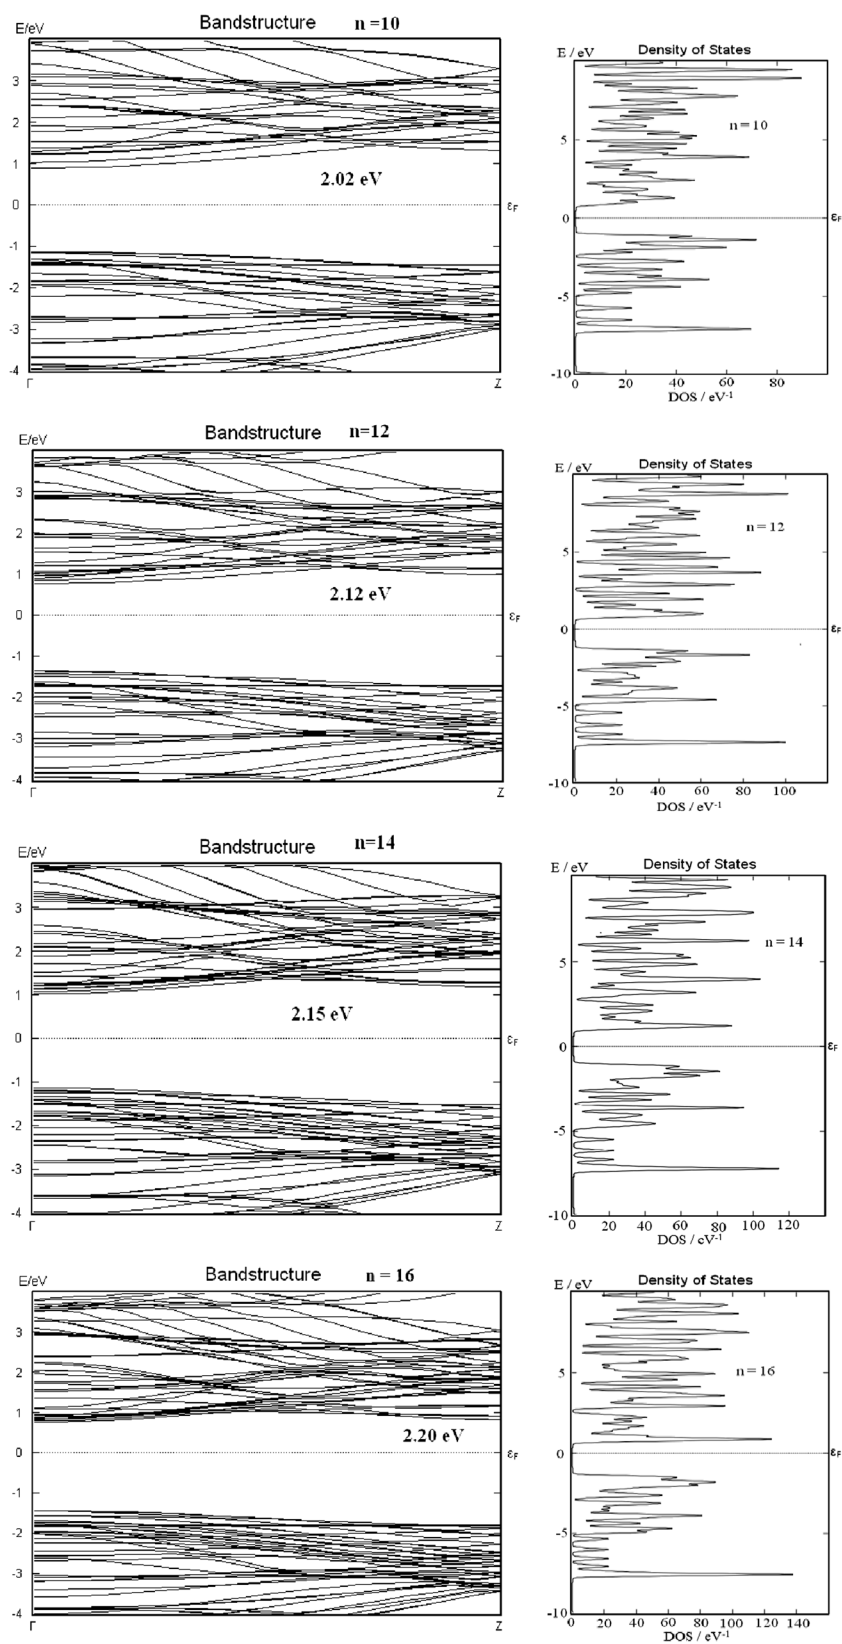 Bandstructure n =10
E/eV
3
2
1
0
-1
-2
-3
-4
2.02 eV
εF
Γ Z
Density of States
E / eV
5
0
-5
-10
n = 10
εF
0 20 40 60 80
DOS / eV-1
Bandstructure n=12
E/eV
3
2
1
0
-1
-2
-3
-4
2.12 eV
εF
Γ Z
Density of States
E / eV
5
0
-5
-10
n = 12
εF
0 20 40 60 80 100
DOS / eV-1
Bandstructure n=14
E/eV
3
2
1
0
-1
-2
-3
-4
2.15 eV
εF
Γ Z
Density of States
E / eV
5
0
-5
-10
n = 14
εF
0 20 40 60 80 100 120
DOS / eV-1
Bandstructure n = 16
E/eV
3
2
1
0
-1
-2
-3
-4
2.20 eV
εF
Γ Z
Density of States
E / eV
5
0
-5
-10
n = 16
εF
0 20 40 60 80 100 120 140
DOS / eV-1